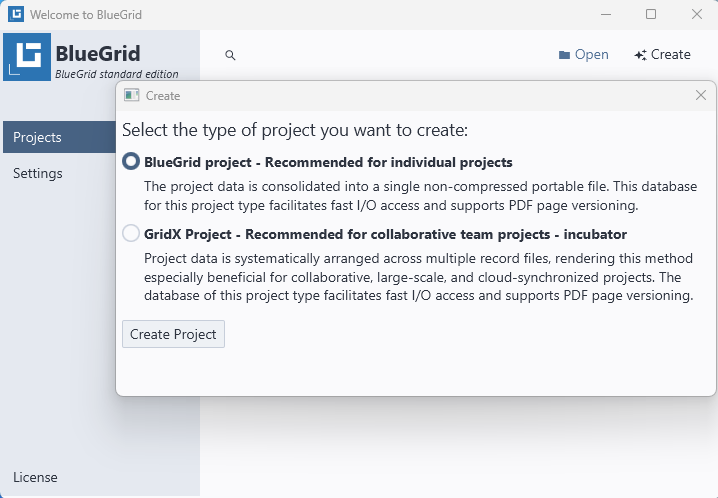 Welcome to BlueGrid
BlueGrid
BlueGrid standard edition
Open
Create
Projects
Settings
License
Create
Select the type of project you want to create:
BlueGrid project - Recommended for individual projects
The project data is consolidated into a single non-compressed portable file. This database
for this project type facilitates fast I/O access and supports PDF page versioning.
GridX Project - Recommended for collaborative team projects - incubator
Project data is systematically arranged across multiple record files, rendering this method
especially beneficial for collaborative, large-scale, and cloud-synchronized projects. The
database of this project type facilitates fast I/O access and supports PDF page versioning.
Create Project